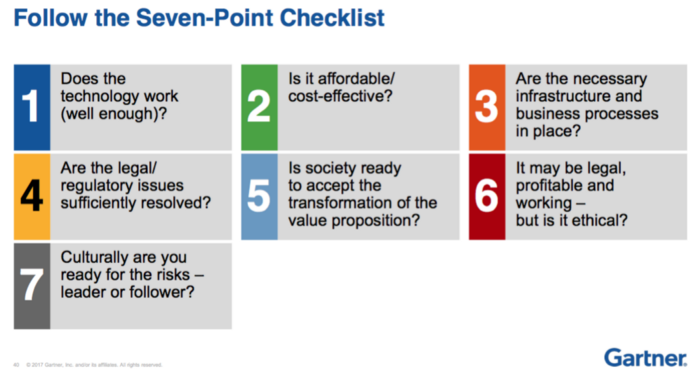 Follow the Seven-Point Checklist
1
Does the
technology work
(well enough)?
2
Is it affordable/
cost-effective?
3
Are the necessary
infrastructure and
business processes
in place?
4
Are the legal/
regulatory issues
sufficiently resolved?
5
Is society ready
to accept the
transformation of the
value proposition?
6
It may be legal,
profitable and
working –
but is it ethical?
7
Culturally are you
ready for the risks –
leader or follower?
© 2017 Gartner, Inc. and/or its affiliates. All rights reserved.
Gartner.